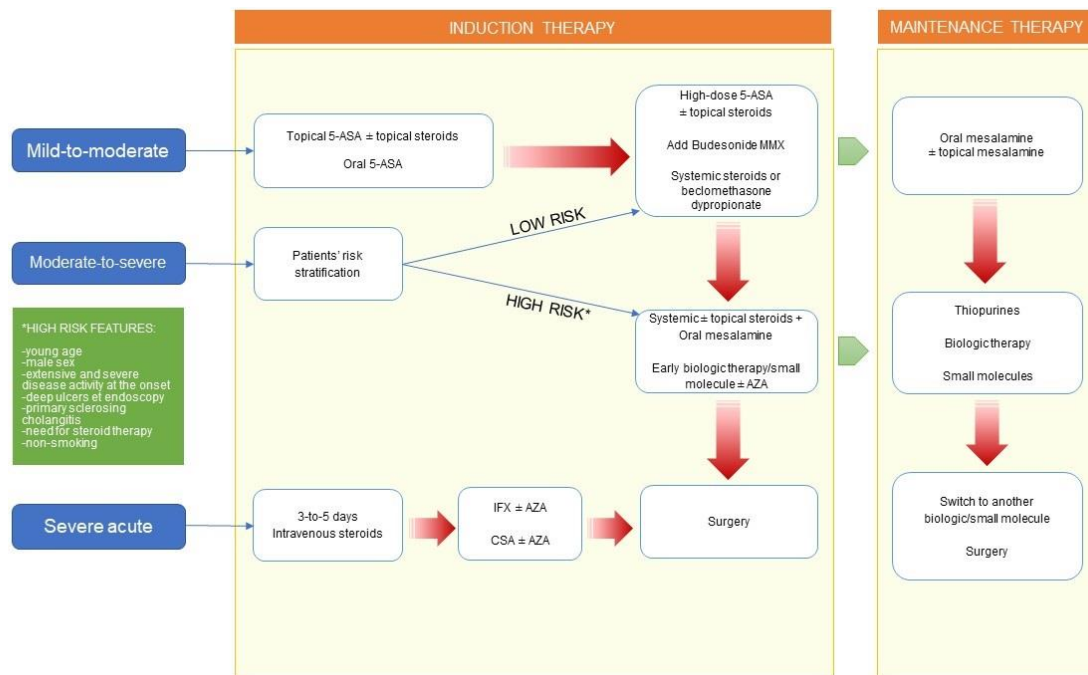 INDUCTION THERAPY
MAINTENANCE THERAPY
Mild-to-moderate
Topical 5-ASA ± topical steroids
Oral 5-ASA
High-dose 5-ASA
± topical steroids
Add Budesonide MMX
Systemic steroids or
beclomethasone
dypropionate
Oral mesalamine
± topical mesalamine
LOW RISK
Moderate-to-severe
Patients' risk
stratification
HIGH RISK*
Systemic ± topical steroids +
Oral mesalamine
Early biologic therapy/small
molecule ± AZA
Thiopurines
Biologic therapy
Small molecules
*HIGH RISK FEATURES:
-young age
-male sex
-extensive and severe
disease activity at the onset
-deep ulcers et endoscopy
-primary sclerosing
cholangitis
-need for steroid therapy
-non-smoking
Severe acute
3-to-5 days
Intravenous steroids
IFX ± AZA
CSA ± AZA
Surgery
Switch to another
biologic/small molecule
Surgery